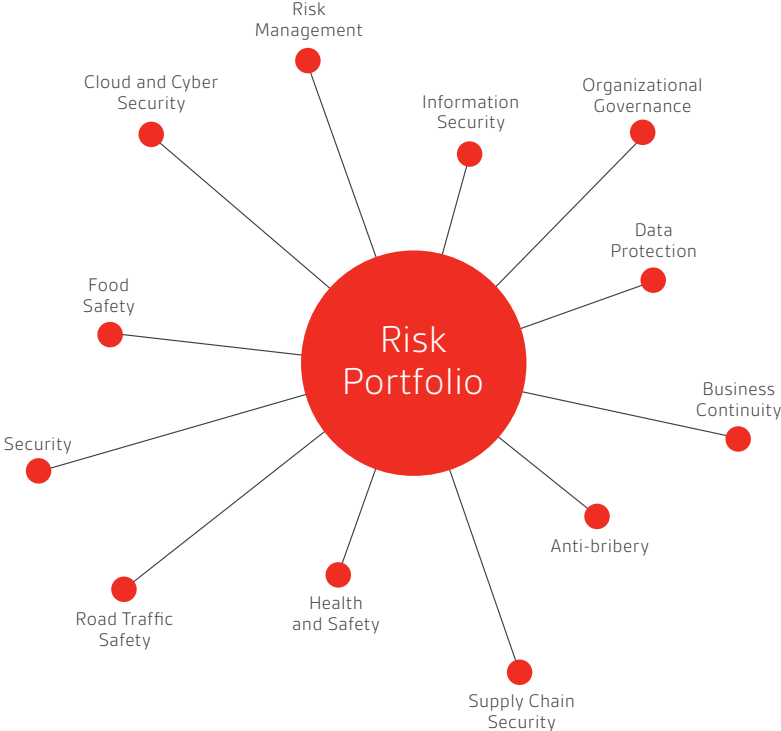 Risk
Management
Cloud and Cyber
Security
Information
Security
Organizational
Governance
Data
Protection
Food
Safety
Risk
Portfolio
Business
Continuity
Security
Anti-bribery
Health
and Safety
Road Traffic
Safety
Supply Chain
Security